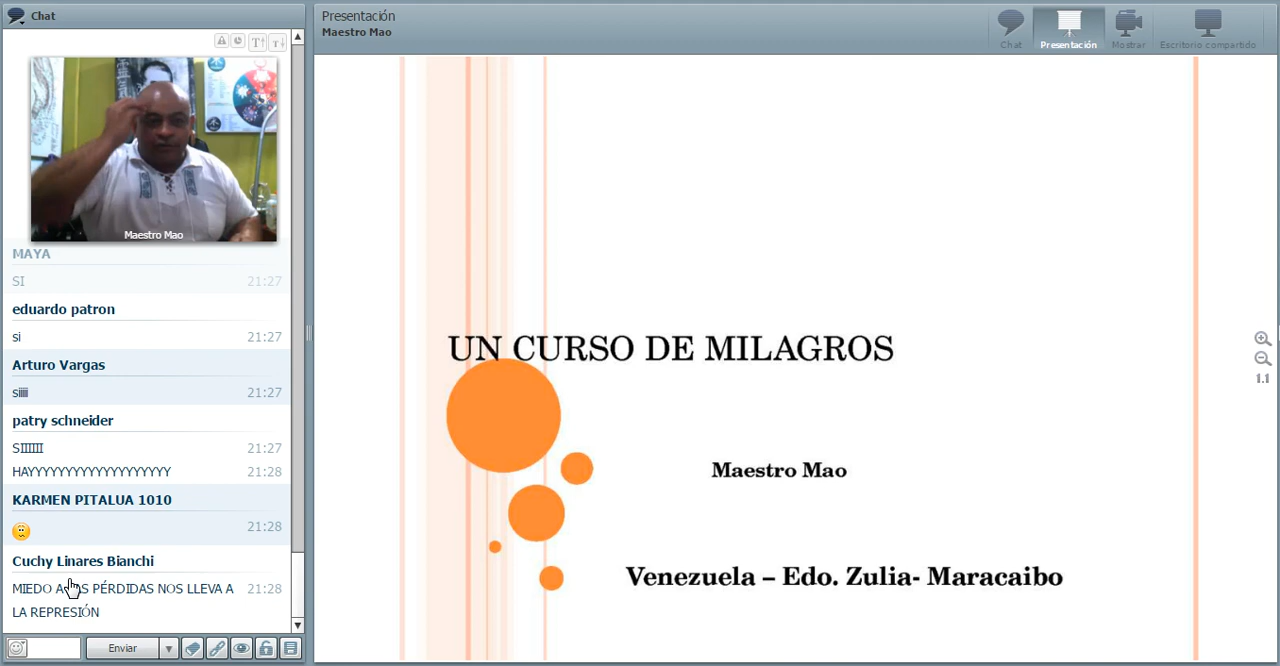 Chat
Maestro Mao
MAYA
SI 21:27
eduardo patron
si 21:27
Arturo Vargas
siiiii 21:27
patry schneider
SIIIIIII 21:27
HAYYYYYYYYYYYYYYYYYYY 21:28
KARMEN PITALUA 1010
21:28
Cuchy Linares Bianchi
MIEDO A LAS PÉRDIDAS NOS LLEVA A 21:28
LA REPRESIÓN
Enviar
Presentación
Maestro Mao
Chat
Presentación
Mostrar
Escritorio compartido
UN CURSO DE MILAGROS
Maestro Mao
Venezuela – Edo. Zulia- Maracaibo
1.1